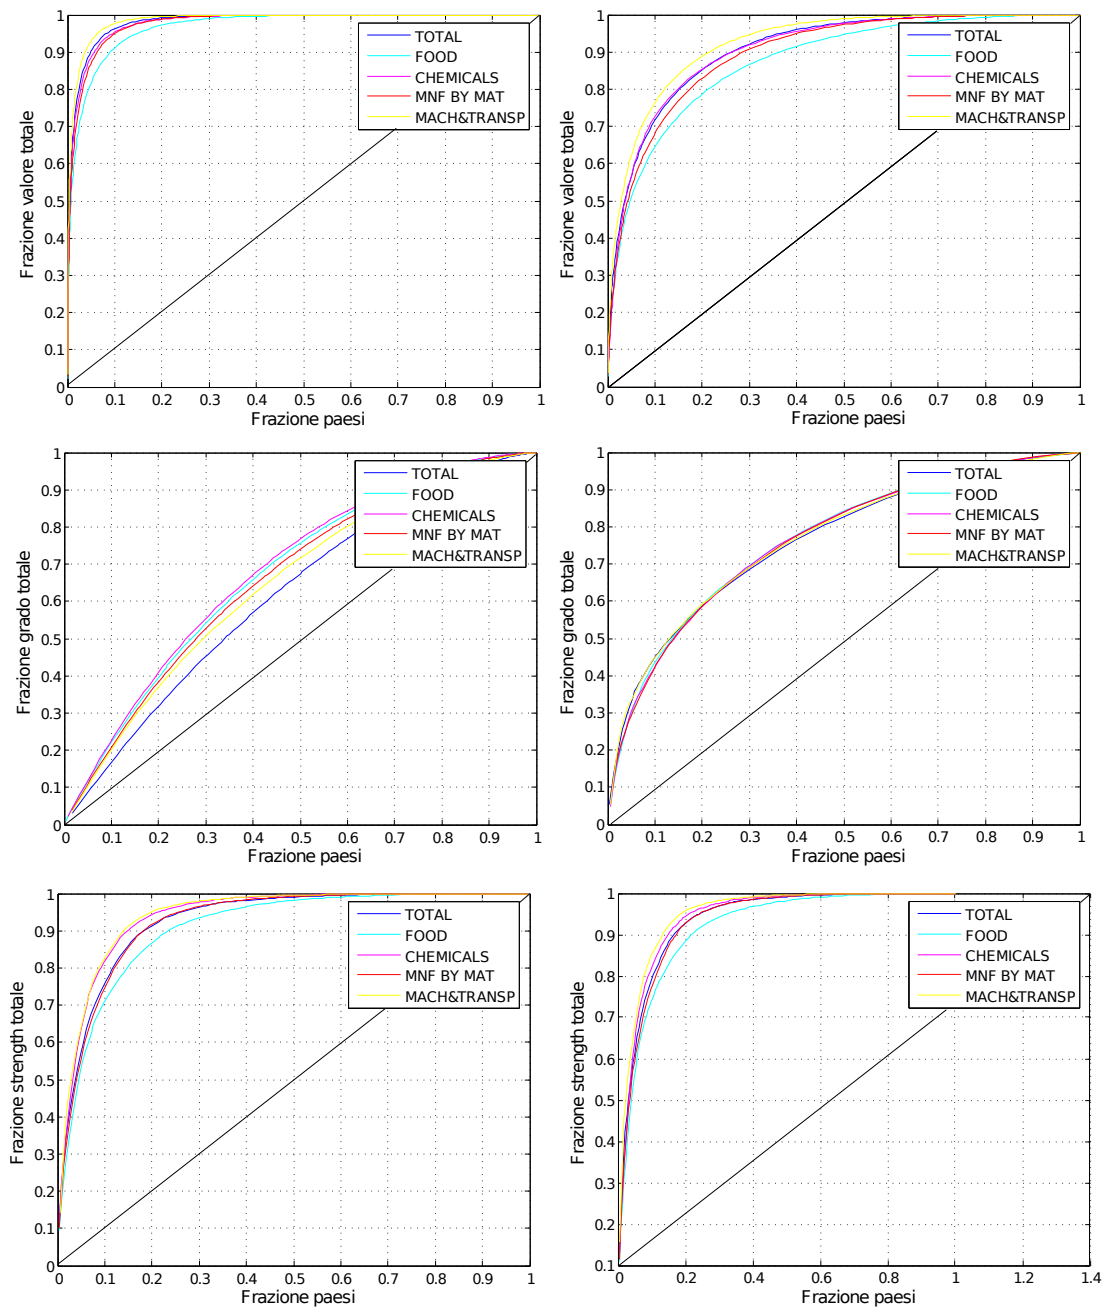 1
0.9
0.8
0.7
0.6
0.5
0.4
0.3
0.2
0.1
0
Frazione valore totale
TOTAL
FOOD
CHEMICALS
MNF BY MAT
MACH&TRANSP
0 0.1 0.2 0.3 0.4 0.5 0.6 0.7 0.8 0.9 1
Frazione paesi
1
0.9
0.8
0.7
0.6
0.5
0.4
0.3
0.2
0.1
0
Frazione valore totale
TOTAL
FOOD
CHEMICALS
MNF BY MAT
MACH&TRANSP
0 0.1 0.2 0.3 0.4 0.5 0.6 0.7 0.8 0.9 1
Frazione paesi
1
0.9
0.8
0.7
0.6
0.5
0.4
0.3
0.2
0.1
0
Frazione grado totale
TOTAL
FOOD
CHEMICALS
MNF BY MAT
MACH&TRANSP
0 0.1 0.2 0.3 0.4 0.5 0.6 0.7 0.8 0.9 1
Frazione paesi
1
0.9
0.8
0.7
0.6
0.5
0.4
0.3
0.2
0.1
0
Frazione grado totale
TOTAL
FOOD
CHEMICALS
MNF BY MAT
MACH&TRANSP
0 0.1 0.2 0.3 0.4 0.5 0.6 0.7 0.8 0.9 1
Frazione paesi
1
0.9
0.8
0.7
0.6
0.5
0.4
0.3
0.2
0.1
0
Frazione strength totale
TOTAL
FOOD
CHEMICALS
MNF BY MAT
MACH&TRANSP
0 0.1 0.2 0.3 0.4 0.5 0.6 0.7 0.8 0.9 1
Frazione paesi
1
0.9
0.8
0.7
0.6
0.5
0.4
0.3
0.2
0.1
Frazione strength totale
TOTAL
FOOD
CHEMICALS
MNF BY MAT
MACH&TRANSP
0 0.2 0.4 0.6 0.8 1 1.2 1.4
Frazione paesi